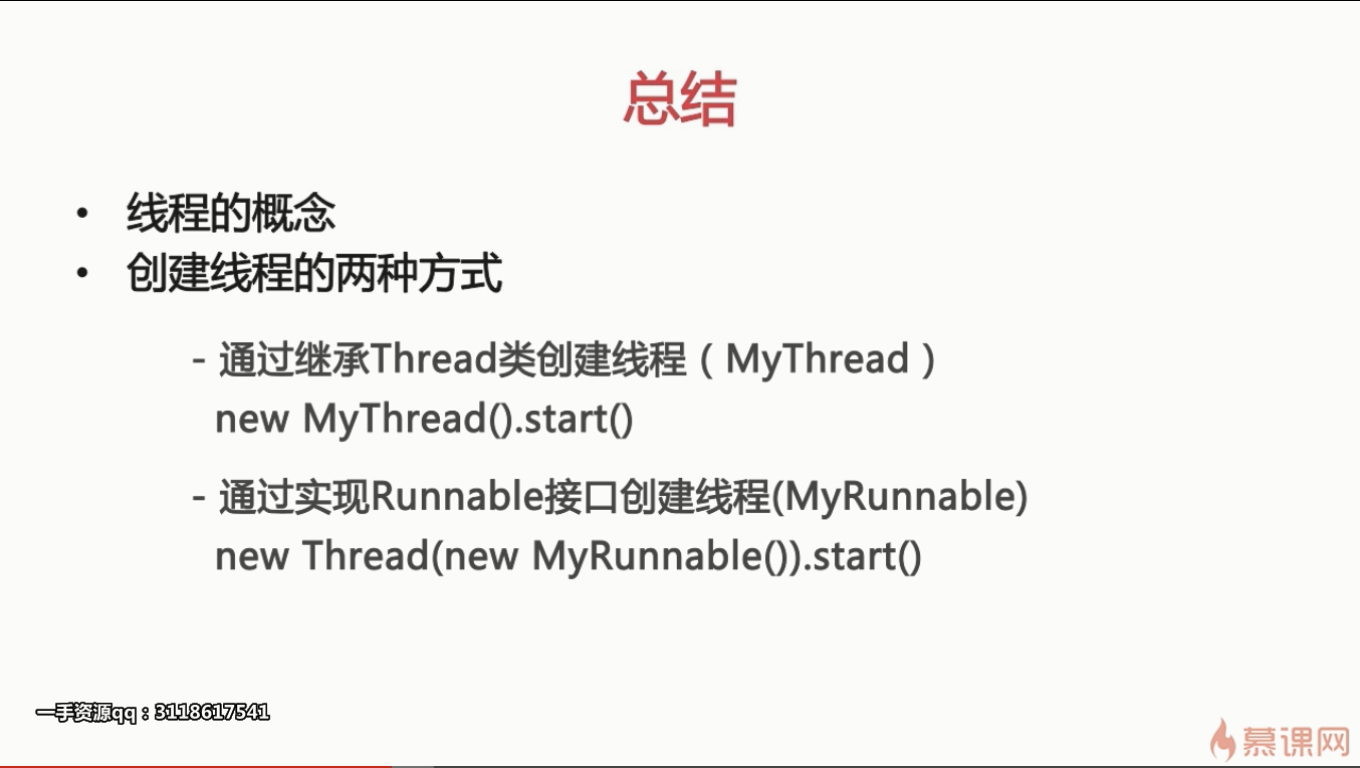 总结
• 线程的概念
• 创建线程的两种方式
- 通过继承Thread类创建线程（MyThread）
new MyThread().start()
- 通过实现Runnable接口创建线程(MyRunnable)
new Thread(new MyRunnable()).start()
一手资源qq：3118617541
慕课网